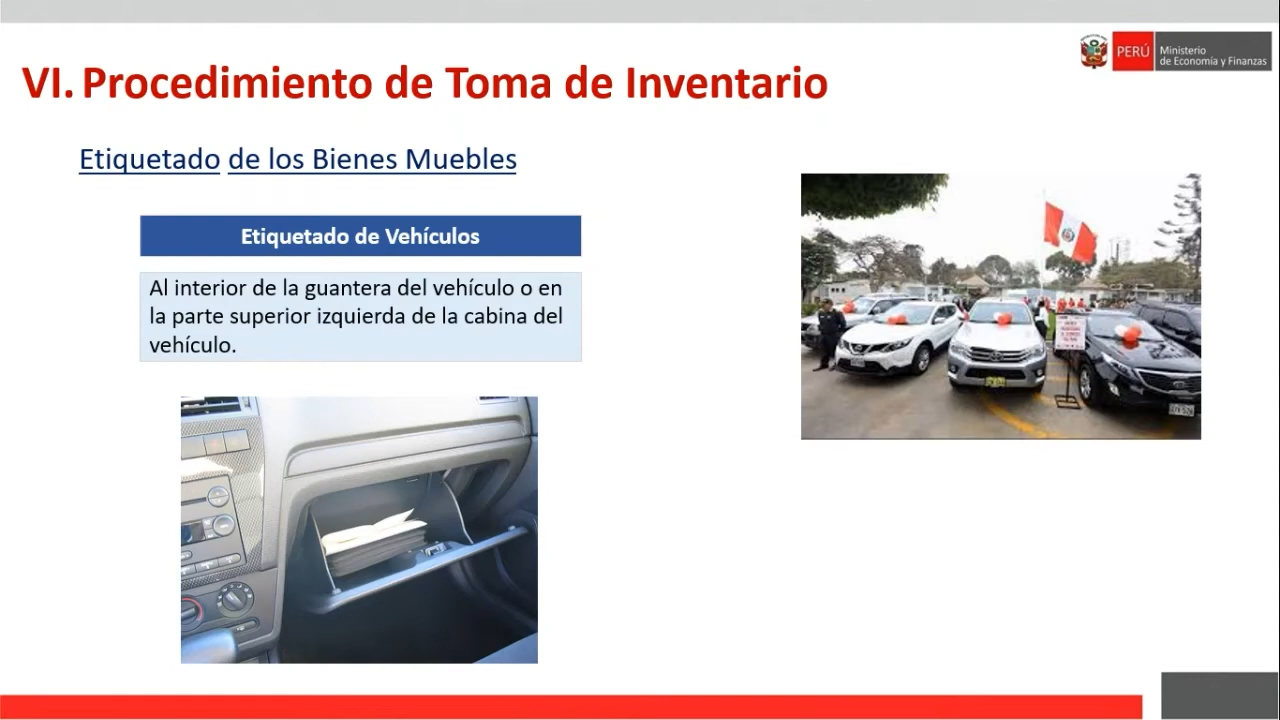 PERÚ
Ministerio
de Economía y Finanzas
VI. Procedimiento de Toma de Inventario
Etiquetado de los Bienes Muebles
Etiquetado de Vehículos
Al interior de la guantera del vehículo o en
la parte superior izquierda de la cabina del
vehículo.